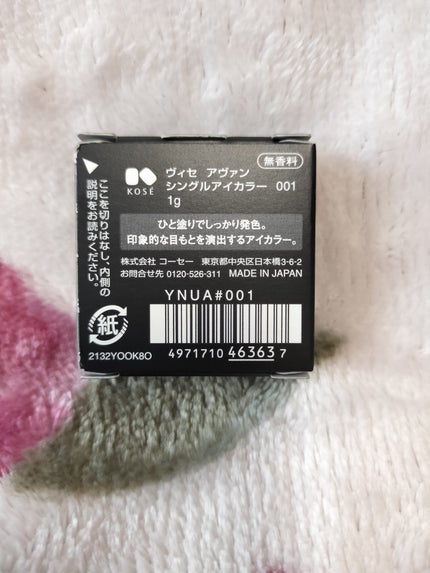 ここを切りはなし、内側の
説明をお読みください。
KOSÉ
ヴィセ アヴァン
無香料
シングルアイカラー 001
1g
ひと塗りでしっかり発色。
印象的な目もとを演出するアイカラー。
株式会社 コーセー 東京都中央区日本橋3-6-2
お問合せ先 0120-526-311 MADE IN JAPAN
YNUA#001
紙
2132YOOK8O
4971710 463637